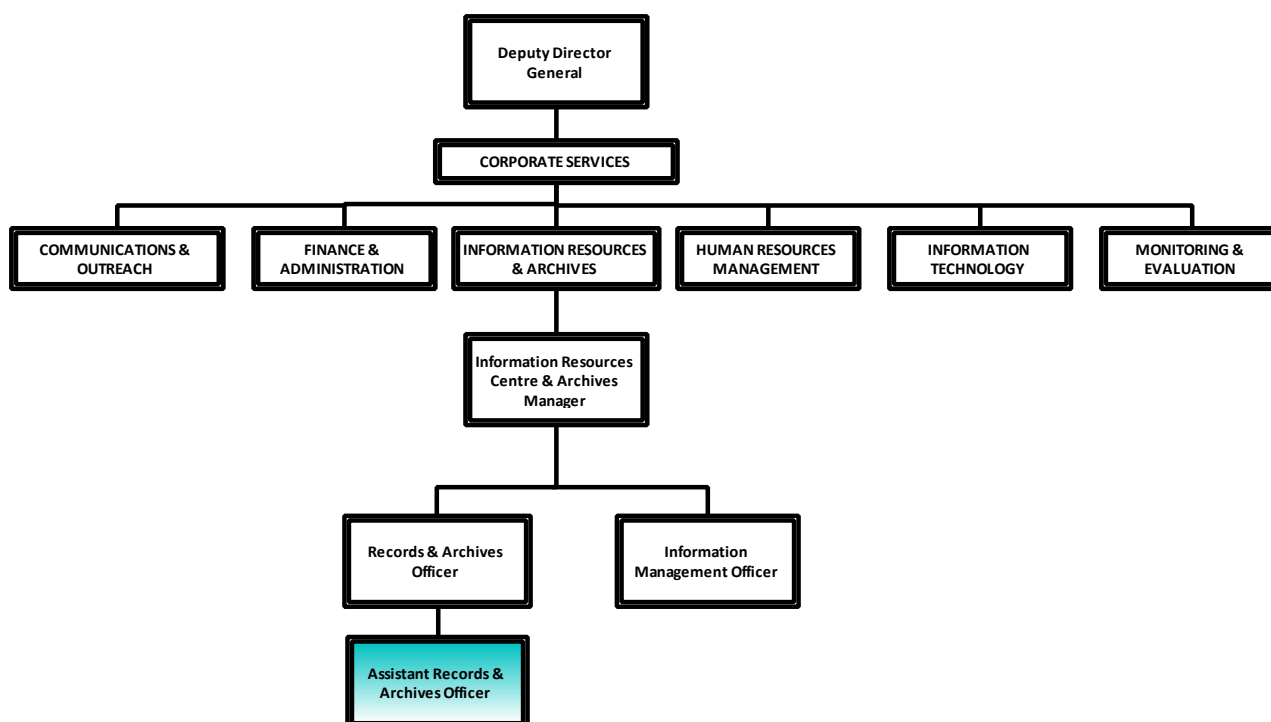 Deputy Director
General
CORPORATE SERVICES
COMMUNICATIONS &
OUTREACH
FINANCE &
ADMINISTRATION
INFORMATION RESOURCES
& ARCHIVES
HUMAN RESOURCES
MANAGEMENT
INFORMATION
TECHNOLOGY
MONITORING &
EVALUATION
Information Resources
Centre & Archives
Manager
Records & Archives
Officer
Information
Management Officer
Assistant Records &
Archives Officer